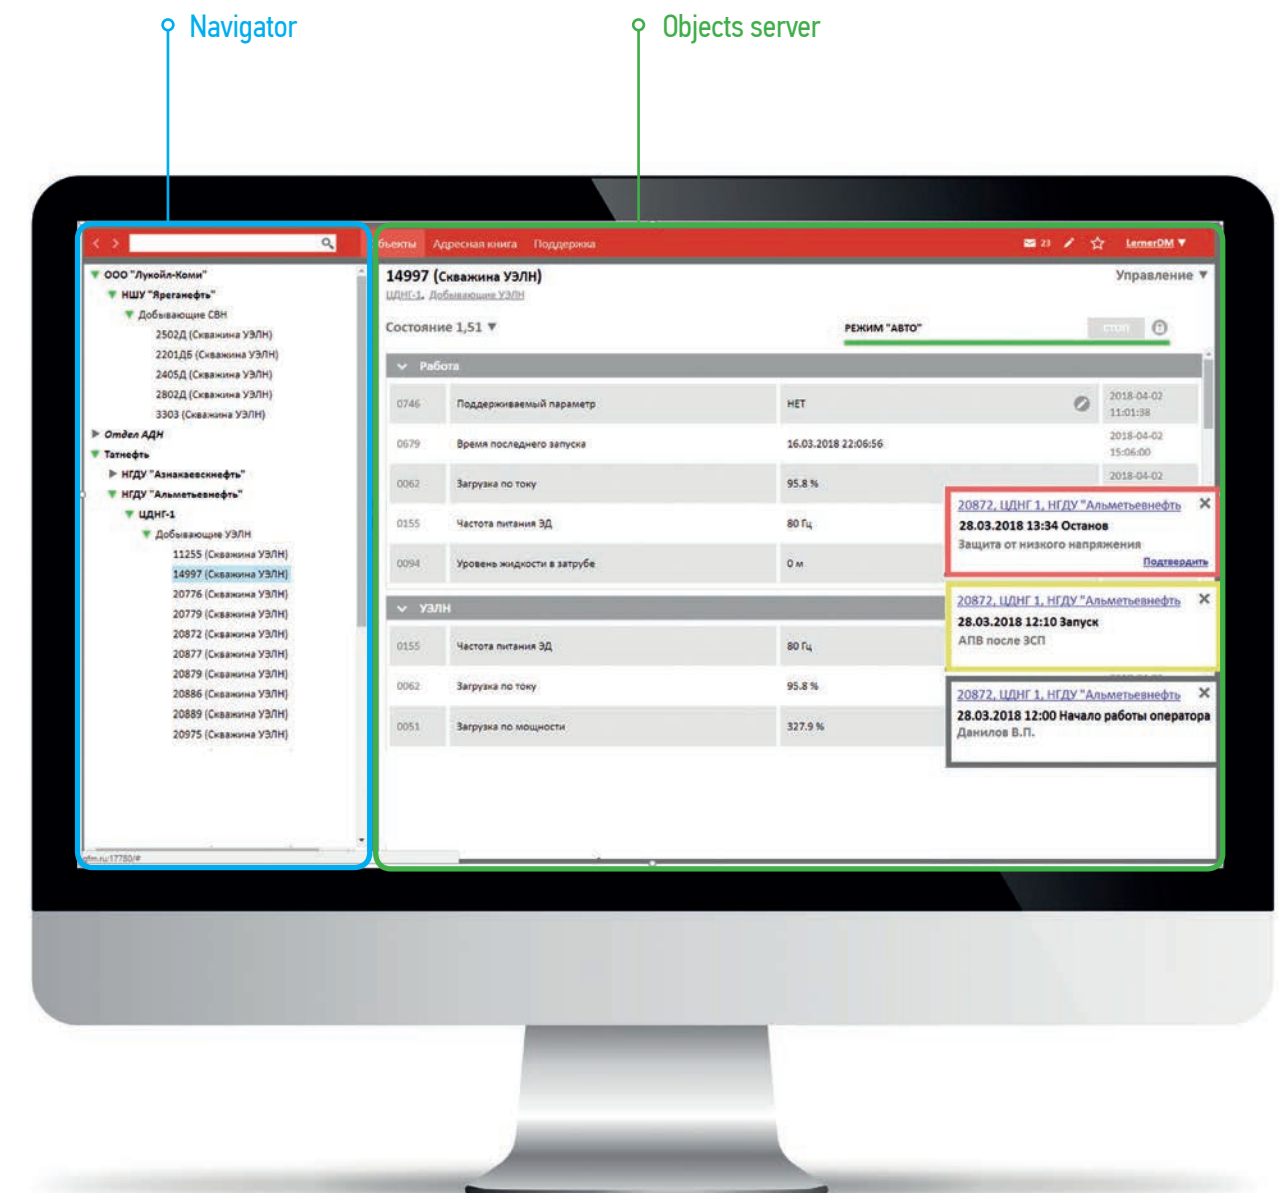 Navigator
Objects server
бъекты Адресная книга Поддержка
23
LernerDM
ООО "Лукойл-Коми"
НШУ "Яреганефть"
Добывающие СВН
2502Д (Скважина УЭЛН)
2201ДБ (Скважина УЭЛН)
2405Д (Скважина УЭЛН)
2802Д (Скважина УЭЛН)
3303 (Скважина УЭЛН)
Отдел АДН
Татнефть
НГДУ "Азнакаевскнефть"
НГДУ "Альметьевнефть"
ЦДНГ-1
Добывающие УЭЛН
11255 (Скважина УЭЛН)
14997 (Скважина УЭЛН)
20776 (Скважина УЭЛН)
20779 (Скважина УЭЛН)
20872 (Скважина УЭЛН)
20877 (Скважина УЭЛН)
20879 (Скважина УЭЛН)
20886 (Скважина УЭЛН)
20889 (Скважина УЭЛН)
20975 (Скважина УЭЛН)
14997 (Скважина УЭЛН)
Управление
ЦДНГ-1, Добывающие УЭЛН
Состояние 1,51
РЕЖИМ "АВТО"
СТОП
Работа
0746 Поддерживаемый параметр НЕТ 2018-04-02
11:01:38
0679 Время последнего запуска 16.03.2018 22:06:56 2018-04-02
15:06:00
0062 Загрузка по току 95.8 % 2018-04-02
0155 Частота питания ЭД 80 Гц
0094 Уровень жидкости в затрубе 0 м
УЭЛН
0155 Частота питания ЭД 80 Гц
0062 Загрузка по току 95.8 %
0051 Загрузка по мощности 327.9 %
20872, ЦДНГ 1, НГДУ "Альметьевнефть
28.03.2018 13:34 Останов
Защита от низкого напряжения
Подтвердить
20872, ЦДНГ 1, НГДУ "Альметьевнефть
28.03.2018 12:10 Запуск
АПВ после ЗСП
20872, ЦДНГ 1, НГДУ "Альметьевнефть
28.03.2018 12:00 Начало работы оператора
Данилов В.П.